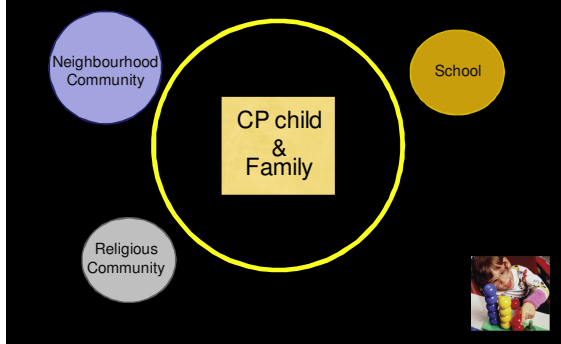 Neighbourhood
Community
School
CP child
&
Family
Religious
Community